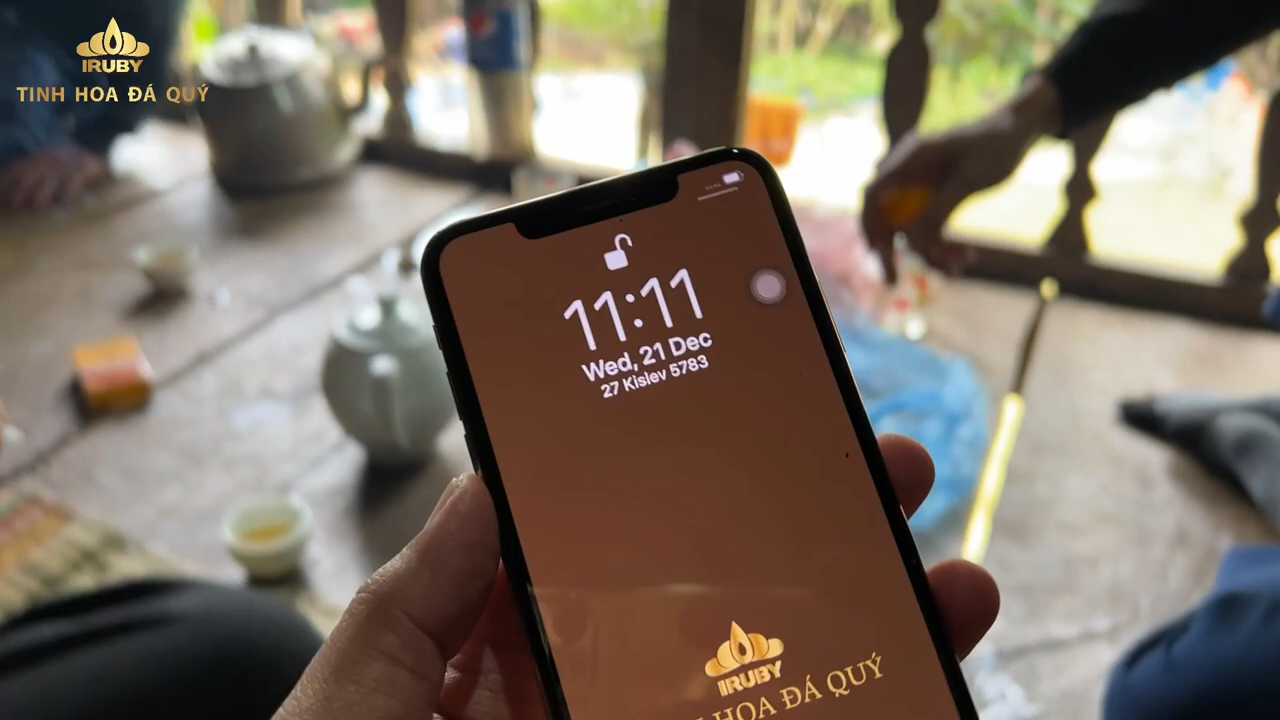 IRUBY
TINH HOA ĐÁ QUÝ
11:11
Wed, 21 Dec
27 Kislev 5783
IRUBY
HOA ĐÁ QUÝ